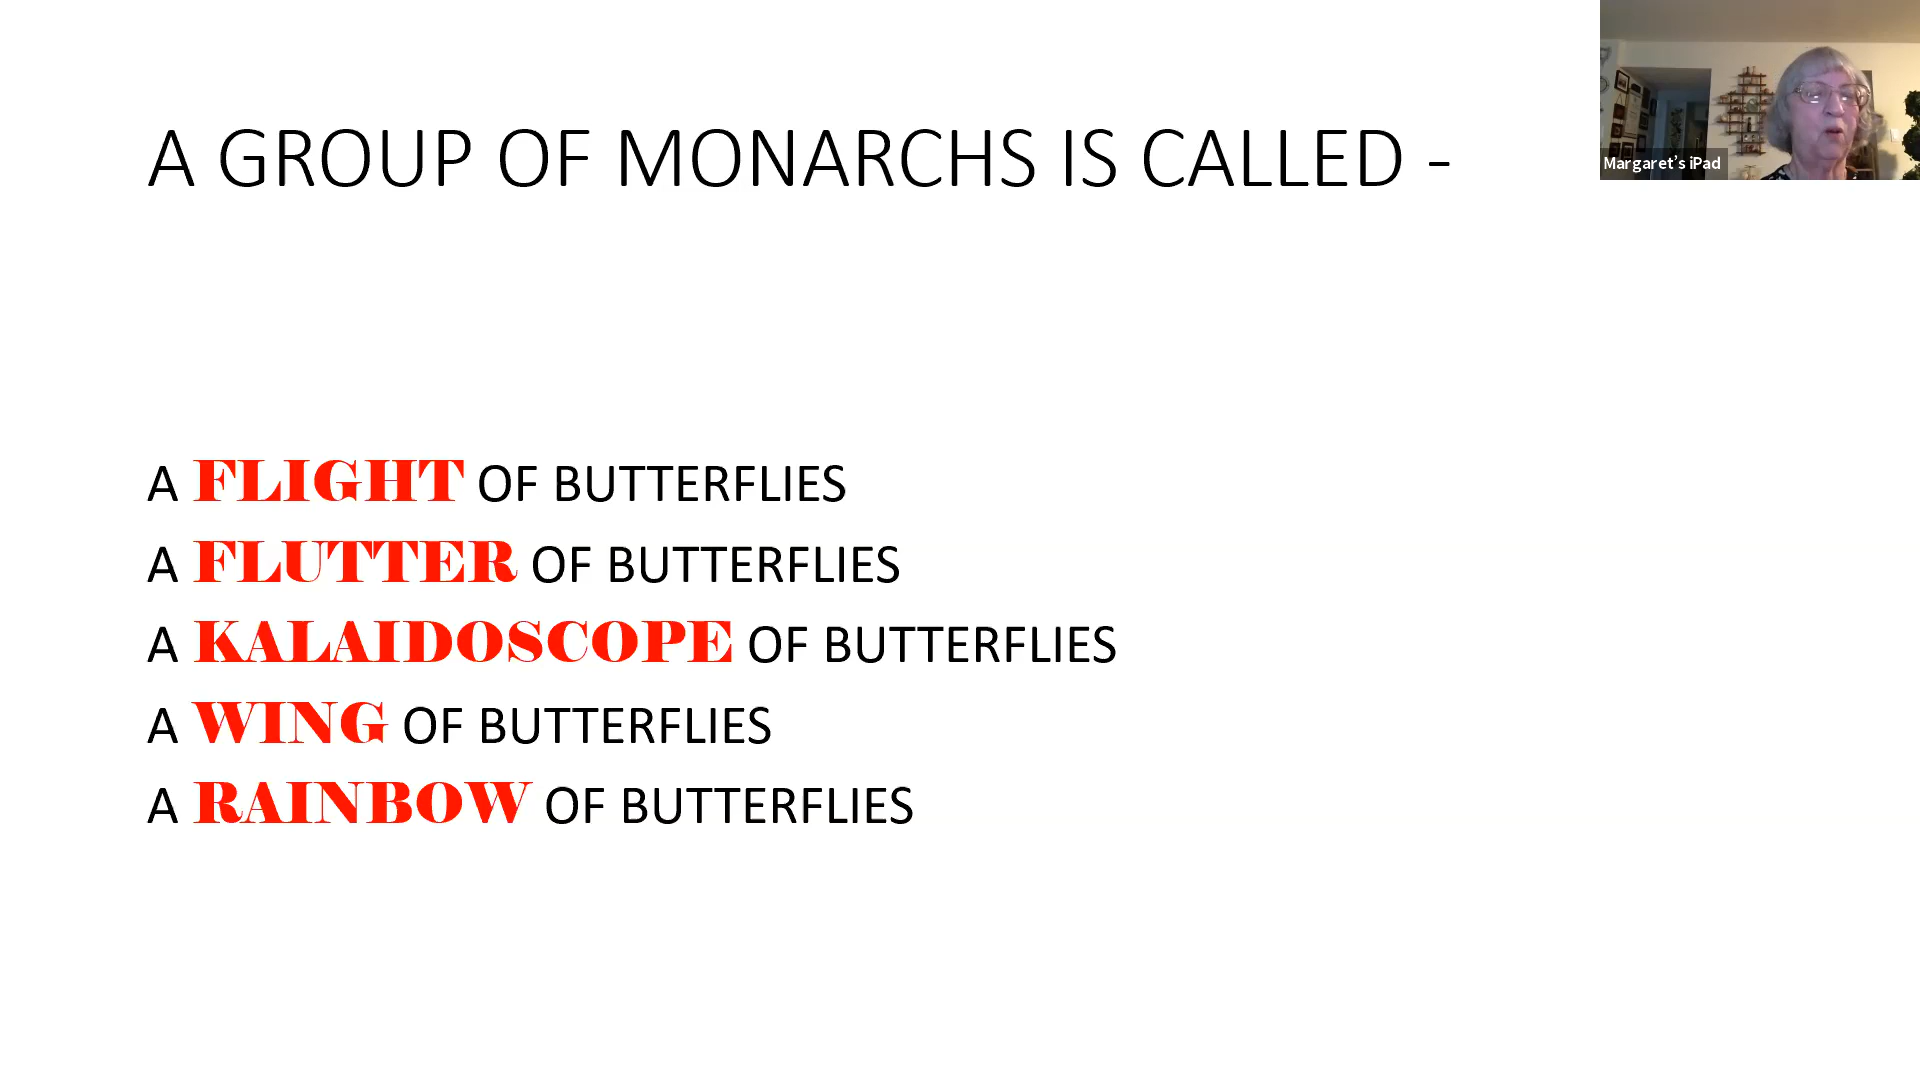 A GROUP OF MONARCHS IS CALLED -
Margaret's iPad
A FLIGHT OF BUTTERFLIES
A FLUTTER OF BUTTERFLIES
A KALAIDOSCOPE OF BUTTERFLIES
A WING OF BUTTERFLIES
A RAINBOW OF BUTTERFLIES